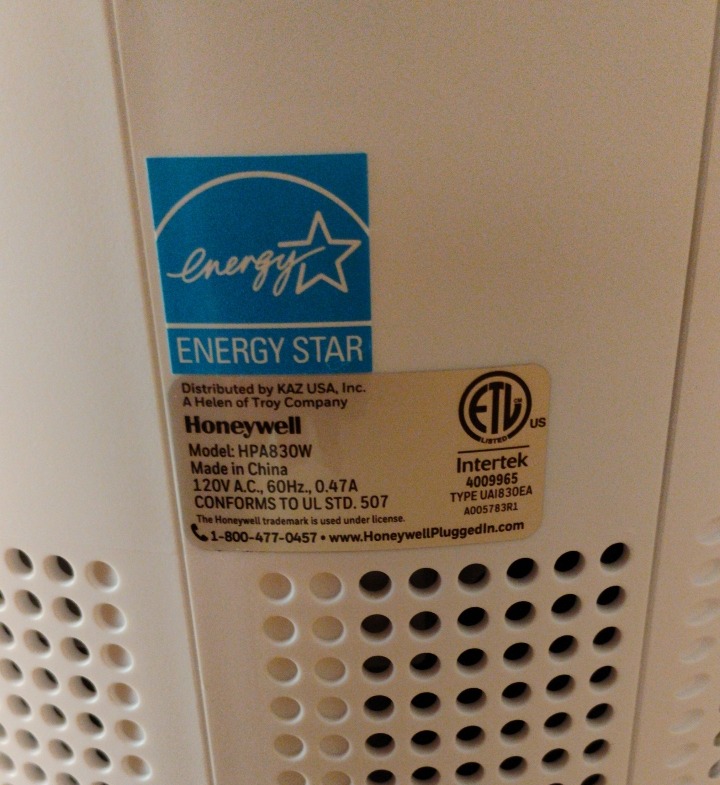 energy
ENERGY STAR
Distributed by KAZ USA, Inc.
A Helen of Troy Company
Honeywell
Model: HPA830W
Made in China
120V A.C., 60Hz., 0.47A
CONFORMS TO UL STD. 507
The Honeywell trademark is used under license.
1-800-477-0457 • www.HoneywellPluggedIn.com
ETL
LISTED
US
Intertek
4009965
TYPE UAI830EA
A005783R1